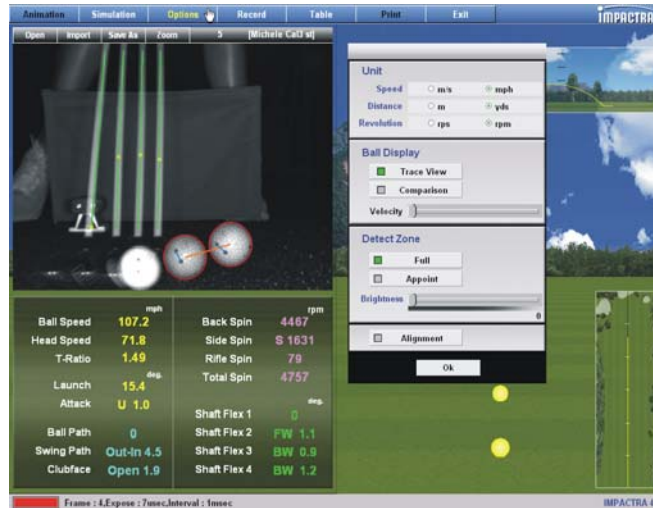 Animation Simulation Options Record Table Print Exit
IMPACTRA
Open Import Save As Zoom 5 [Michele Cal3 st]
Unit
Speed m/s mph
Distance m yds
Revolution rps rpm
Ball Display
Trace View
Comparison
Velocity
Detect Zone
Full
Appoint
Brightness
0
Alignment
Ok
mph
Ball Speed 107.2
Head Speed 71.8
T-Ratio 1.49
deg.
Launch 15.4
Attack U 1.0
Ball Path 0
Swing Path Out-In 4.5
Clubface Open 1.9
rpm
Back Spin 4467
Side Spin S 1631
Rifle Spin 79
Total Spin 4757
deg.
Shaft Flex 1 0
Shaft Flex 2 FW 1.1
Shaft Flex 3 BW 0.9
Shaft Flex 4 BW 1.2
Frame : 4,Expose : 7usec,Interval : 1msec
IMPACTRA